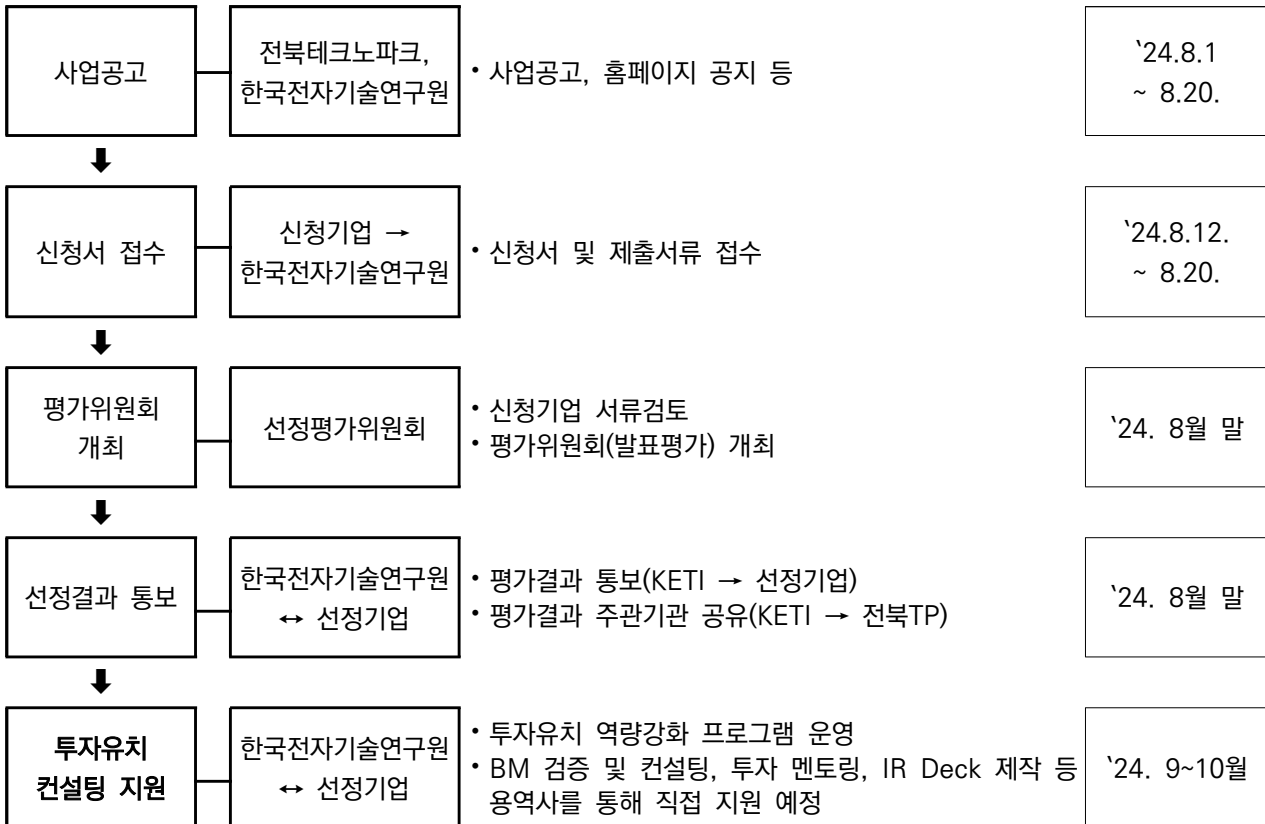 사업공고
전북테크노파크,
한국전자기술연구원
• 사업공고, 홈페이지 공지 등
‵24.8.1
~ 8.20.
⬇
신청서 접수
신청기업 →
한국전자기술연구원
• 신청서 및 제출서류 접수
‵24.8.12.
~ 8.20.
⬇
평가위원회
개최
선정평가위원회
• 신청기업 서류검토
• 평가위원회(발표평가) 개최
‵24. 8월 말
⬇
선정결과 통보
한국전자기술연구원
↔ 선정기업
• 평가결과 통보(KETI → 선정기업)
• 평가결과 주관기관 공유(KETI → 전북TP)
‵24. 8월 말
⬇
투자유치
컨설팅 지원
한국전자기술연구원
↔ 선정기업
• 투자유치 역량강화 프로그램 운영
• BM 검증 및 컨설팅, 투자 멘토링, IR Deck 제작 등
용역사를 통해 직접 지원 예정
‵24. 9~10월